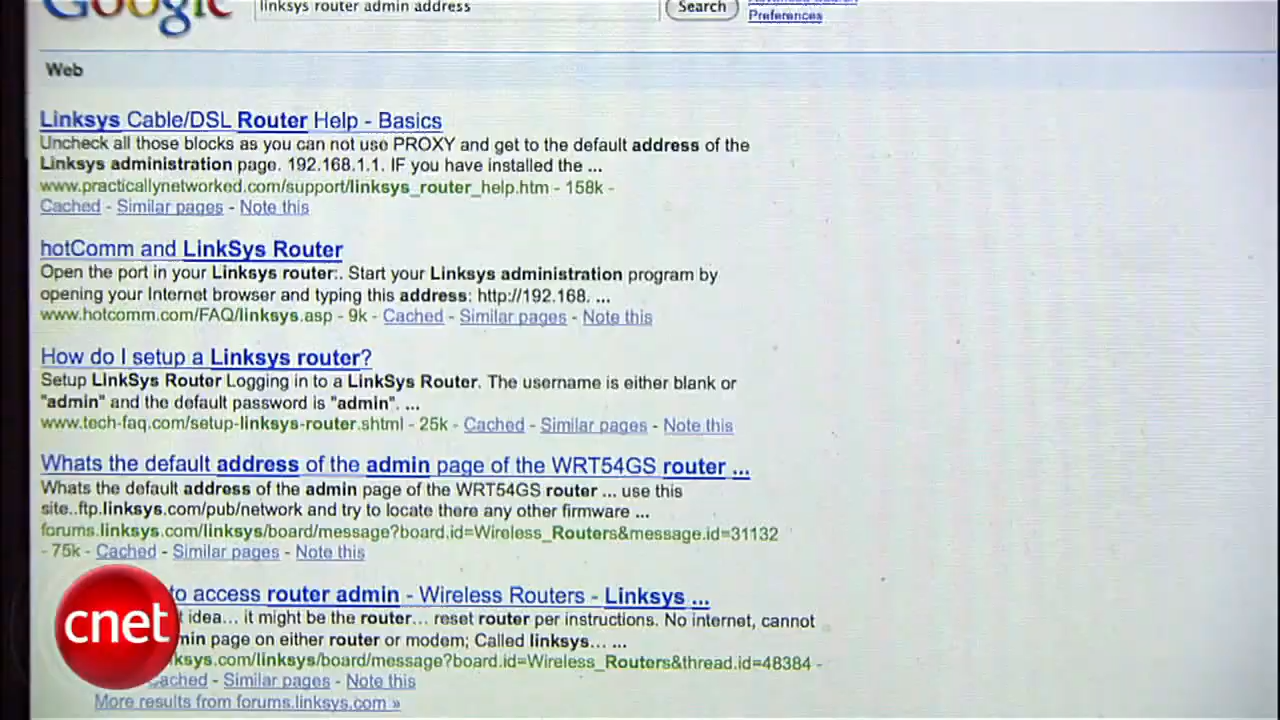 Google linksys router admin address Search
Preferences
Web
Linksys Cable/DSL Router Help - Basics
Uncheck all those blocks as you can not use PROXY and get to the default address of the
Linksys administration page. 192.168.1.1. IF you have installed the ...
www.practicallynetworked.com/support/linksys_router_help.htm - 158k -
Cached - Similar pages - Note this
hotComm and LinkSys Router
Open the port in your Linksys router:. Start your Linksys administration program by
opening your Internet browser and typing this address: http://192.168. ...
www.hotcomm.com/FAQ/linksys.asp - 9k - Cached - Similar pages - Note this
How do I setup a Linksys router?
Setup LinkSys Router Logging in to a LinkSys Router. The username is either blank or
"admin" and the default password is "admin". ...
www.tech-faq.com/setup-linksys-router.shtml - 25k - Cached - Similar pages - Note this
Whats the default address of the admin page of the WRT54GS router ...
Whats the default address of the admin page of the WRT54GS router ... use this
site..ftp.linksys.com/pub/network and try to locate there any other firmware ...
forums.linksys.com/linksys/board/message?board.id=Wireless_Routers&message.id=31132
- 75k - Cached - Similar pages - Note this
to access router admin - Wireless Routers - Linksys ...
idea... it might be the router... reset router per instructions. No internet, cannot
min page on either router or modem; Called linksys... ...
ksys.com/linksys/board/message?board.id=Wireless_Routers&thread.id=48384 -
ached - Similar pages - Note this
More results from forums.linksys.com »
cnet